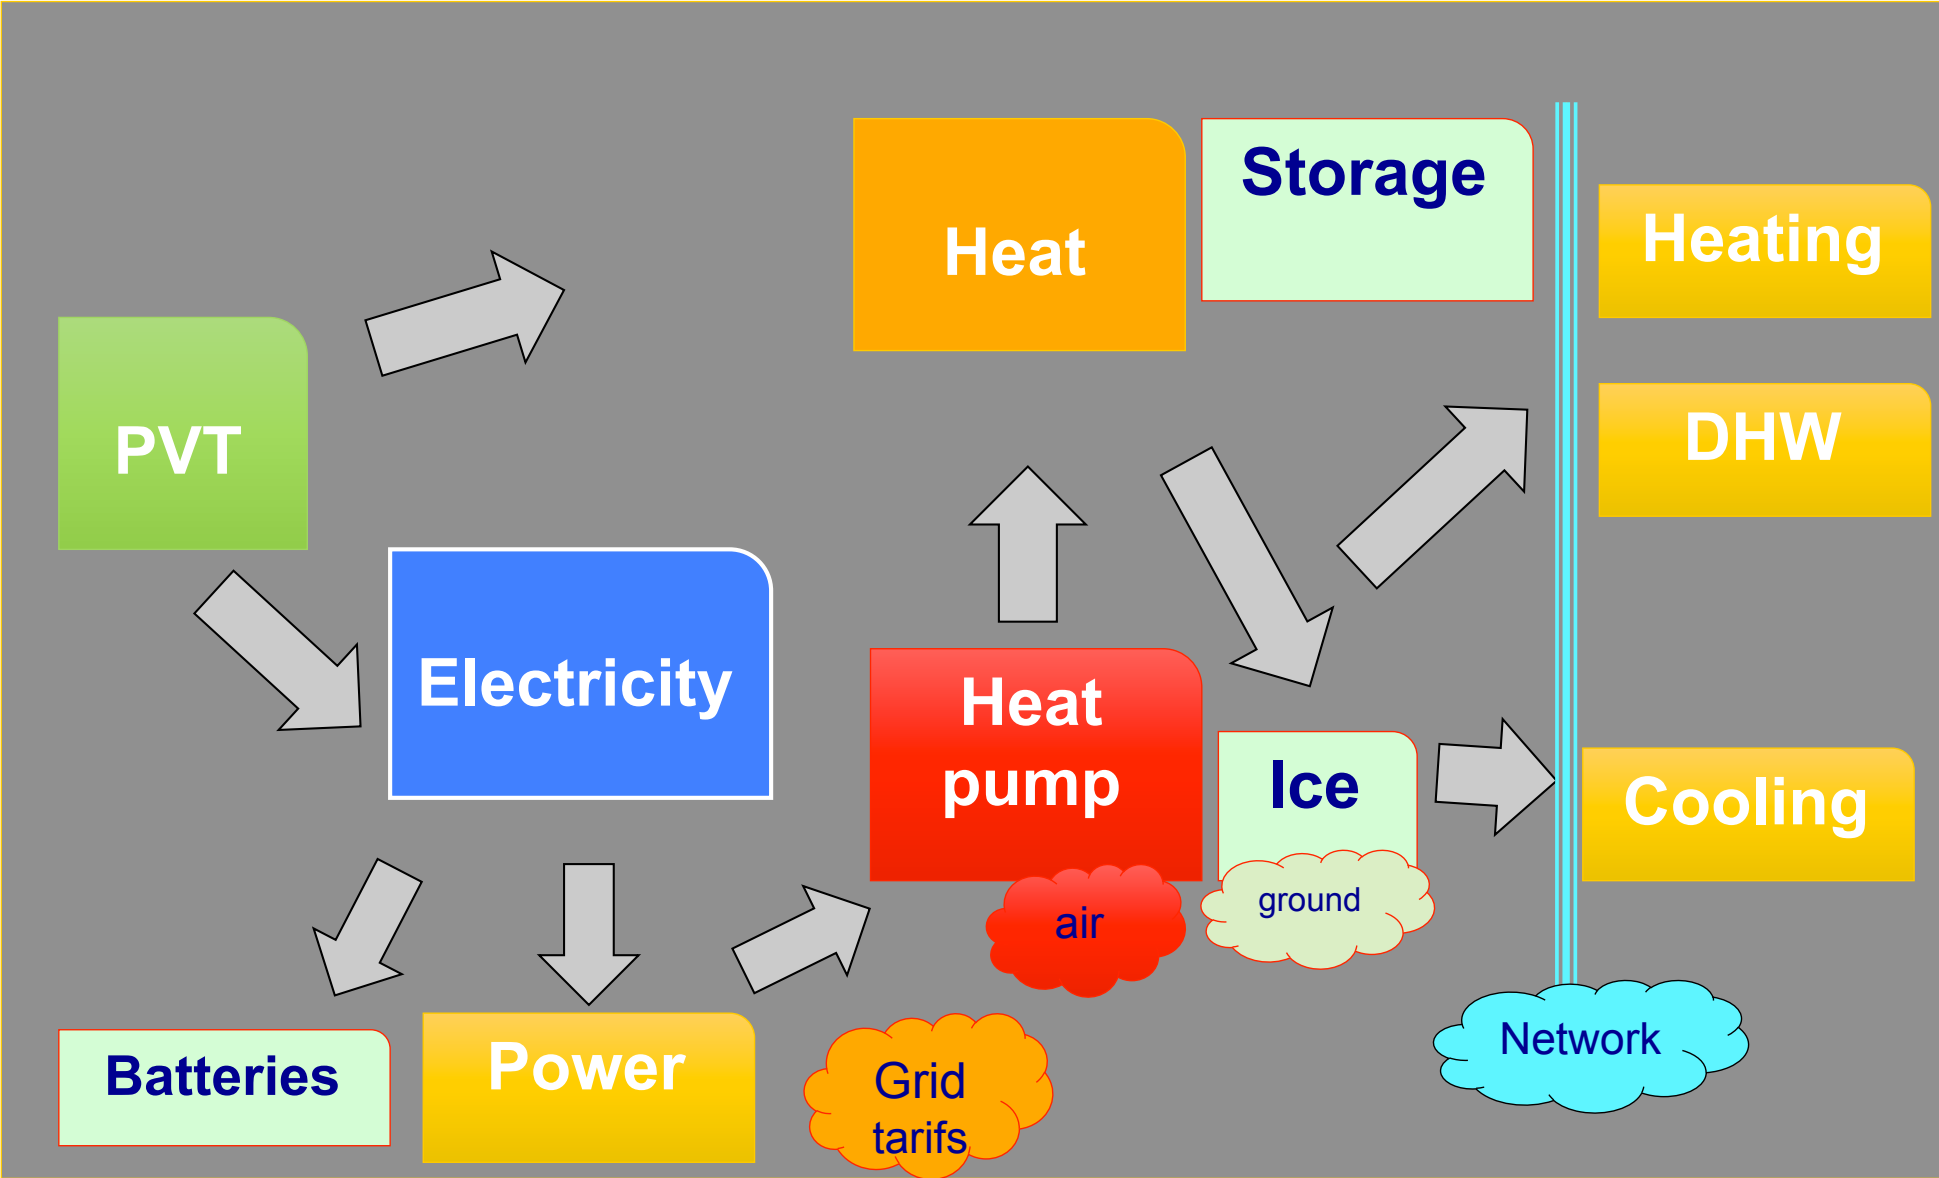 Storage
Heating
Heat
DHW
PVT
Electricity
Heat
pump
Ice
Cooling
air
ground
Network
Batteries
Power
Grid
tarifs